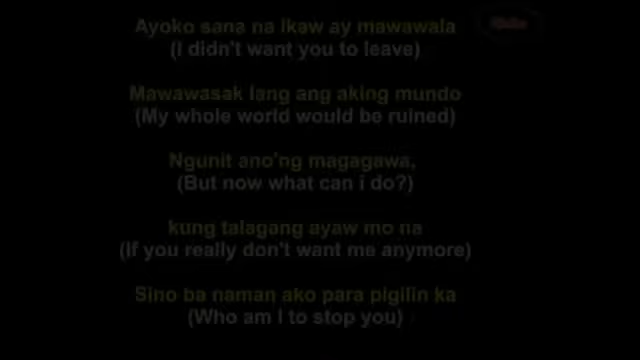 Ayoko sana na ikaw ay mawawala
(I didn't want you to leave)
Mawawasak lang ang aking mundo
(My whole world would be ruined)
Ngunit ano'ng magagawa,
(But now what can i do?)
kung talagang ayaw mo na
(If you really don't want me anymore)
Sino ba naman ako para pigilin ka
(Who am I to stop you)